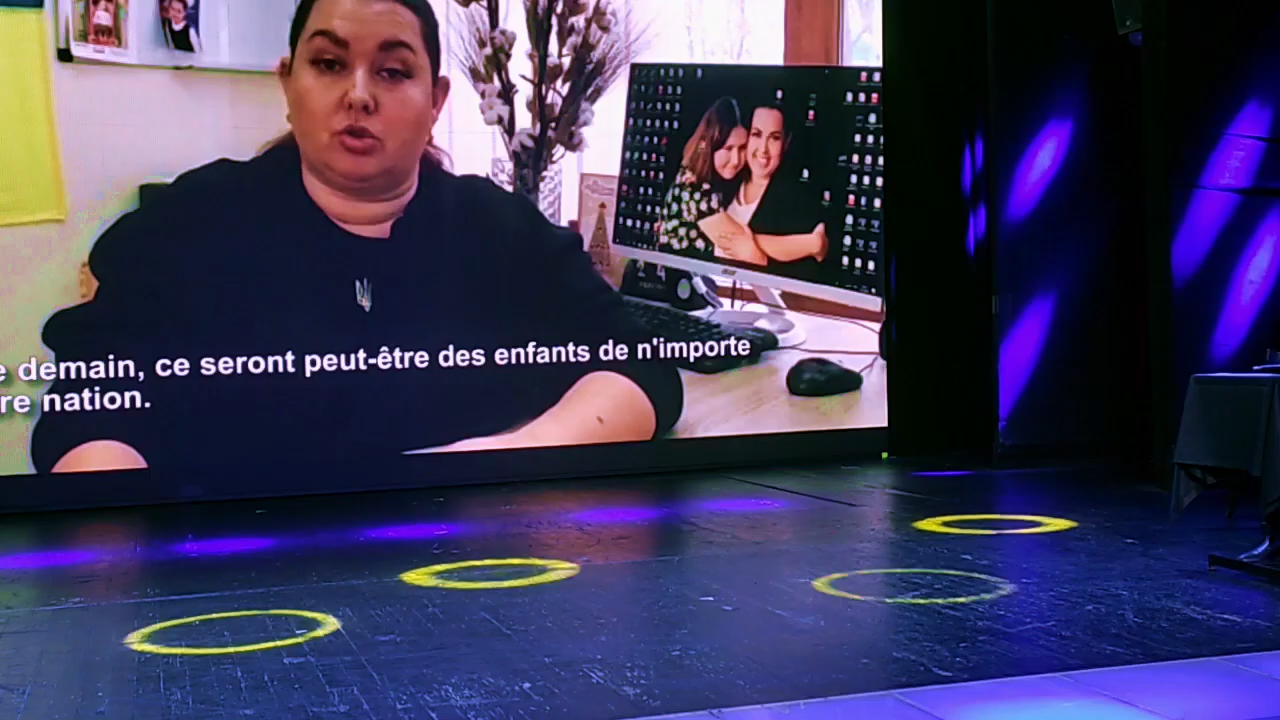 e demain, ce seront peut-être des enfants de n'importe
re nation.